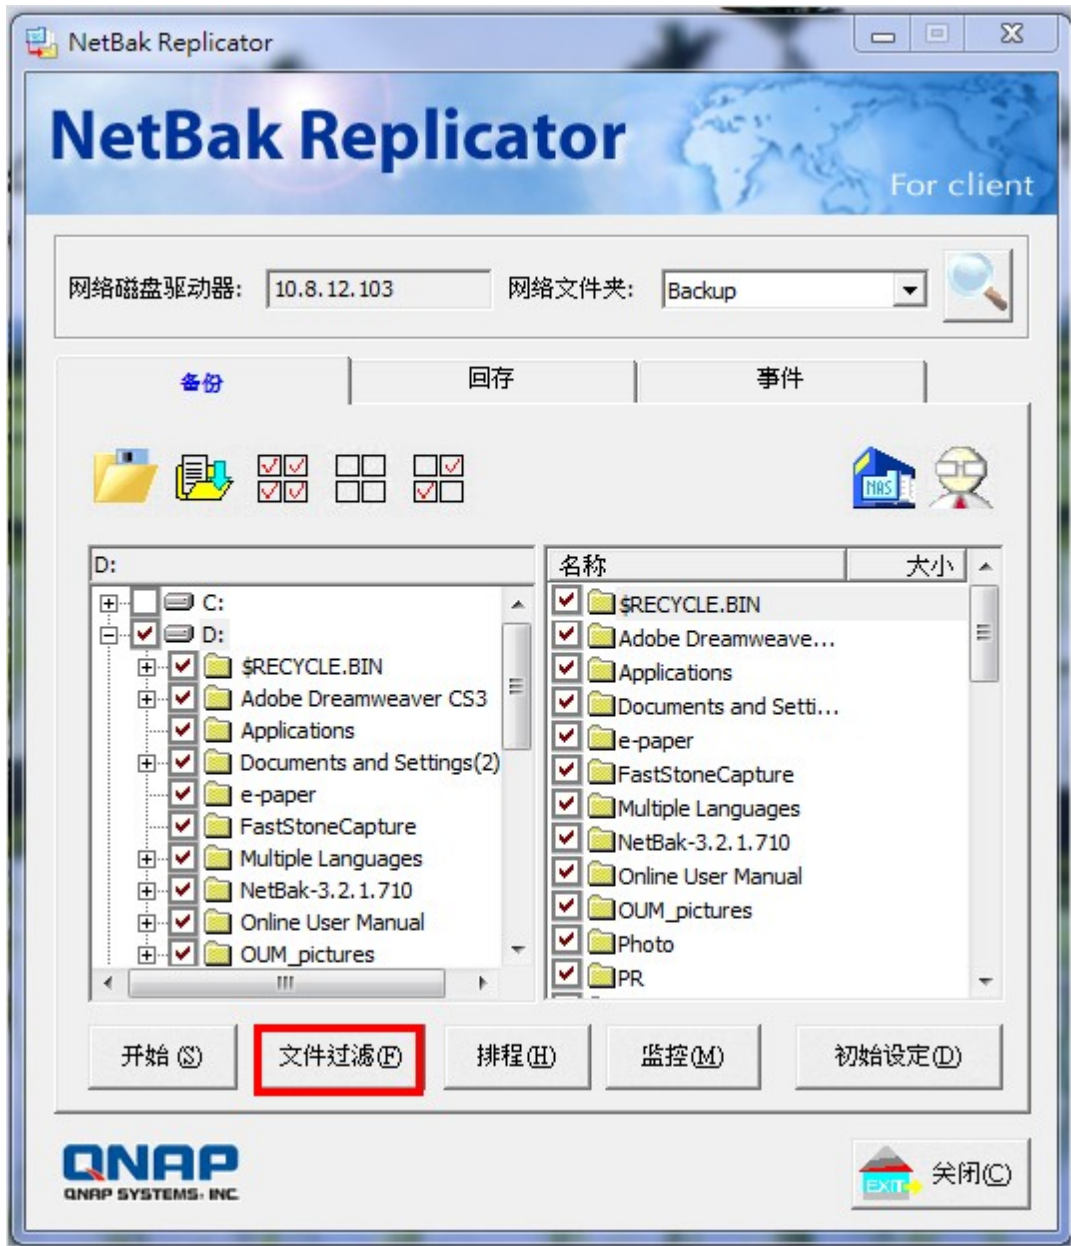 NetBak Replicator
NetBak Replicator
For client
网络磁盘驱动器: 10.8.12.103 网络文件夹: Backup
备份 回存 事件
NAS
D:
名称 大小
C:
D:
$RECYCLE.BIN
Adobe Dreamweaver CS3
Applications
Documents and Settings(2)
e-paper
FastStoneCapture
Multiple Languages
NetBak-3.2.1.710
Online User Manual
OUM_pictures
$RECYCLE.BIN
Adobe Dreamweave...
Applications
Documents and Setti...
e-paper
FastStoneCapture
Multiple Languages
NetBak-3.2.1.710
Online User Manual
OUM_pictures
Photo
PR
开始 (S) 文件过滤(F) 排程(H) 监控(M) 初始设定(D)
QNAP
QNAP SYSTEMS, INC.
EXIT 关闭(C)